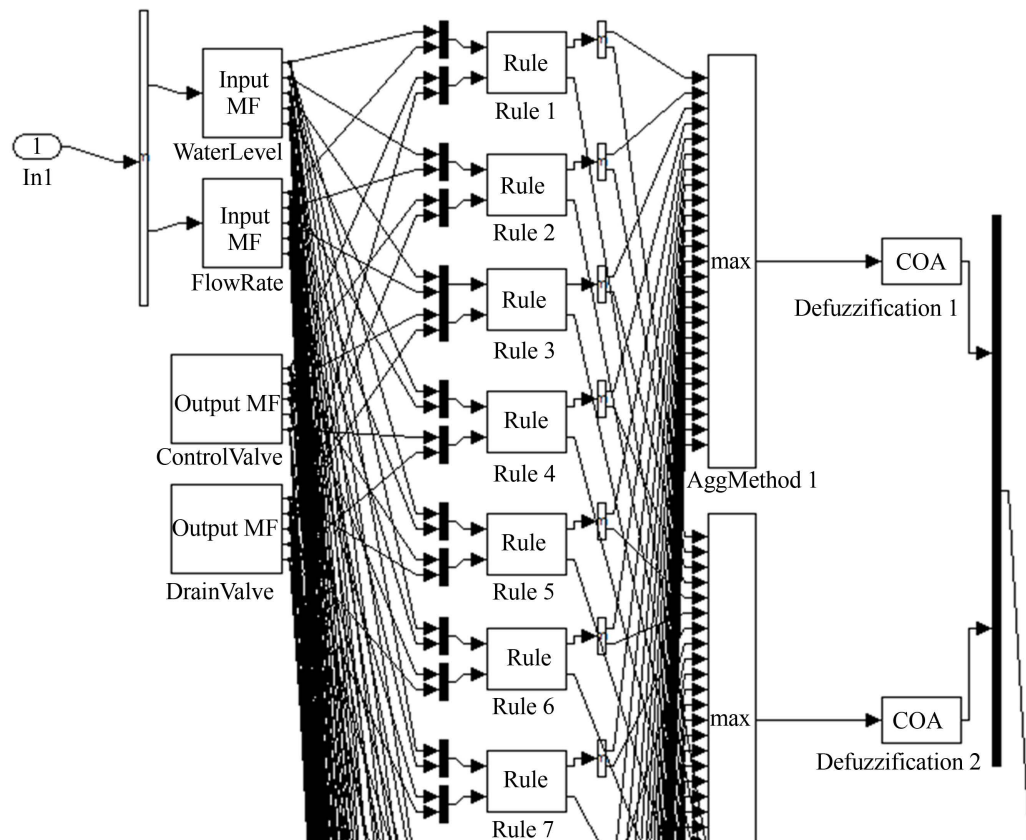 1
In1
Input
MF
WaterLevel
Input
MF
FlowRate
Output MF
ControlValve
Output MF
DrainValve
Rule
Rule 1
Rule
Rule 2
Rule
Rule 3
Rule
Rule 4
Rule
Rule 5
Rule
Rule 6
Rule
Rule 7
max
AggMethod 1
max
COA
Defuzzification 1
COA
Defuzzification 2